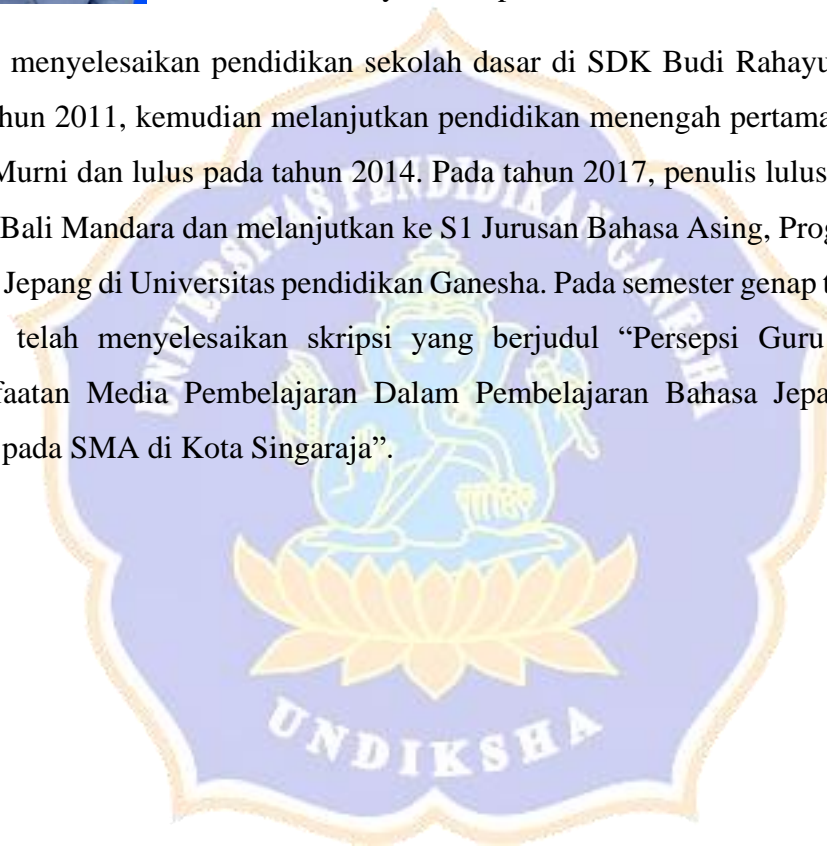 menyelesaikan pendidikan sekolah dasar di SDK Budi Rahayu
hun 2011, kemudian melanjutkan pendidikan menengah pertama
Murni dan lulus pada tahun 2014. Pada tahun 2017, penulis lulus
Bali Mandara dan melanjutkan ke S1 Jurusan Bahasa Asing, Prog
Jepang di Universitas pendidikan Ganesha. Pada semester genap t
telah menyelesaikan skripsi yang berjudul “Persepsi Guru
faatan Media Pembelajaran Dalam Pembelajaran Bahasa Jepa
pada SMA di Kota Singaraja”.
UNIVERSITAS PENDIDIKAN GANESHA
UNDIKSHA